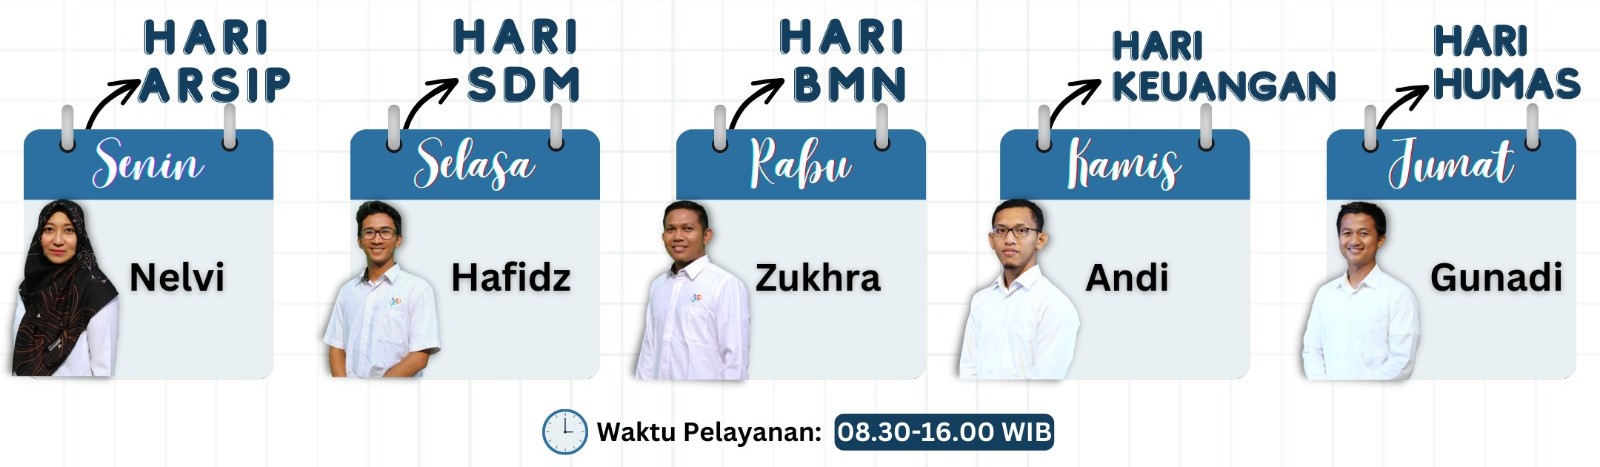 HARI
ARSIP
HARI
SDM
HARI
BMN
HARI
KEUANGAN
HARI
HUMAS
Senin
Selasa
Rabu
Kamis
Jumat
Nelvi
Hafidz
Zukhra
Andi
Gunadi
Waktu Pelayanan: 08.30-16.00 WIB